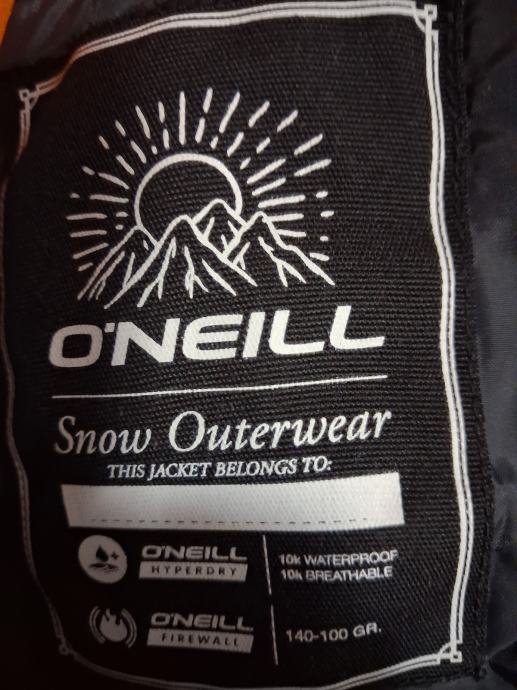 O'NEILL
Snow Outerwear
THIS JACKET BELONGS TO:
O'NEILL
HYPERDRY
10k WATERPROOF
10k BREATHABLE
O'NEILL
FIREWALL
140-100 GR.